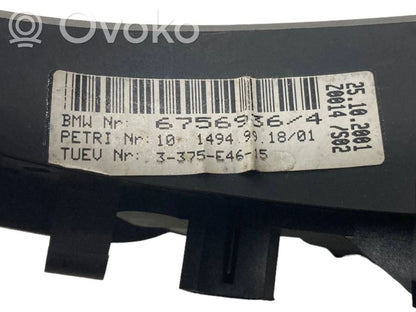 Ovoko
BMW Nr: 6756936/4
PETRI Nr: 10 1494.99.18/01
TUEV Nr: 3-375-E46-15
25.10.2001
Z0014 /S02